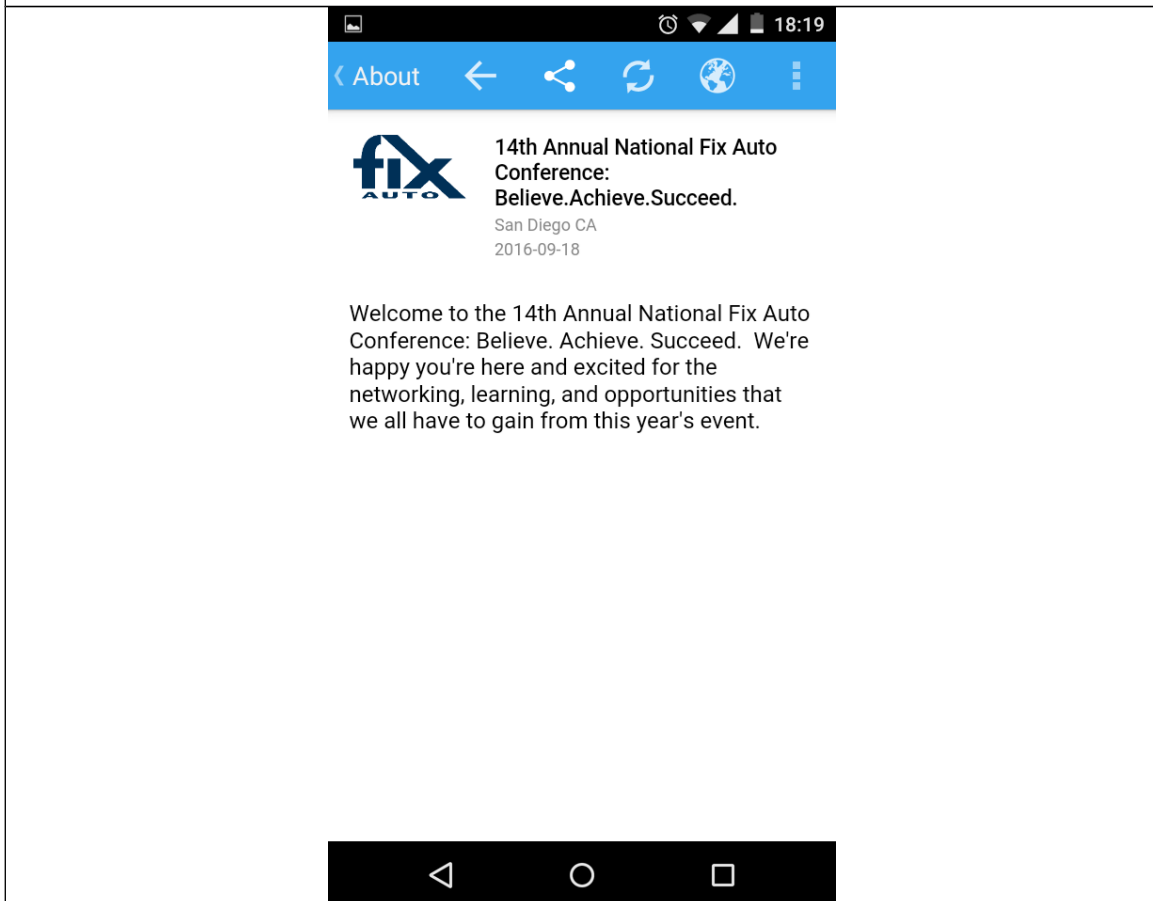 18:19
About
fix
AUTO
14th Annual National Fix Auto
Conference:
Believe.Achieve.Succeed.
San Diego CA
2016-09-18
Welcome to the 14th Annual National Fix Auto
Conference: Believe. Achieve. Succeed.  We're
happy you're here and excited for the
networking, learning, and opportunities that
we all have to gain from this year's event.